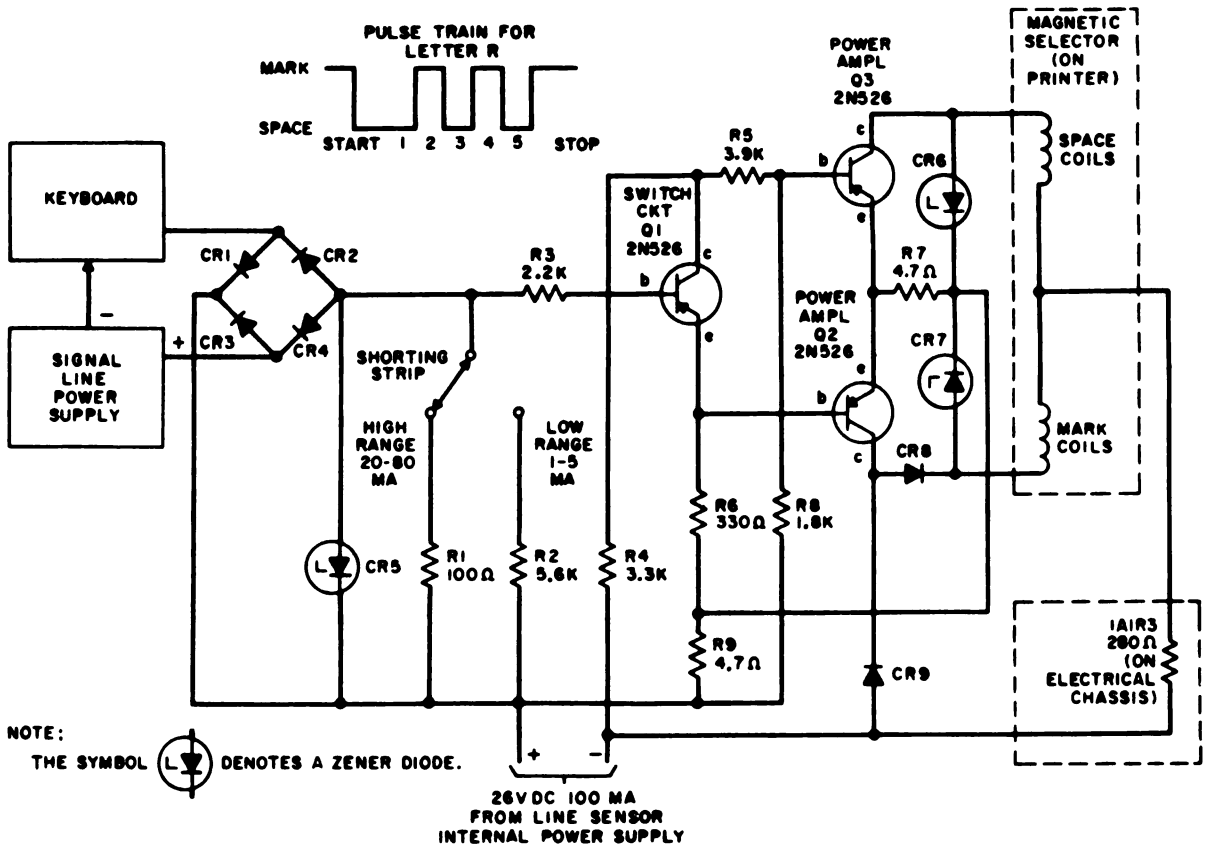 PULSE TRAIN FOR
LETTER R
MARK
SPACE
START 1 2 3 4 5 STOP
POWER
AMPL
Q3
2N526
MAGNETIC
SELECTOR
(ON
PRINTER)
c
b
e
R5
3.9K
CR6
L
SPACE
COILS
KEYBOARD
SWITCH
CKT
Q1
2N526
c
b
e
CR1
CR2
CR3
CR4
R3
2.2K
R7
4.7Ω
POWER
AMPL
Q2
2N526
e
b
c
CR7
L
-
+
SIGNAL
LINE
POWER
SUPPLY
SHORTING
STRIP
HIGH
RANGE
20-80
MA
LOW
RANGE
1-5
MA
CR8
MARK
COILS
R6
330Ω
R8
1.8K
L
CR5
R1
100Ω
R2
5.6K
R4
3.3K
R9
4.7Ω
CR9
1A1R3
280Ω
(ON
ELECTRICAL
CHASSIS)
NOTE:
THE SYMBOL L DENOTES A ZENER DIODE.
+ -
26VDC 100 MA
FROM LINE SENSOR
INTERNAL POWER SUPPLY